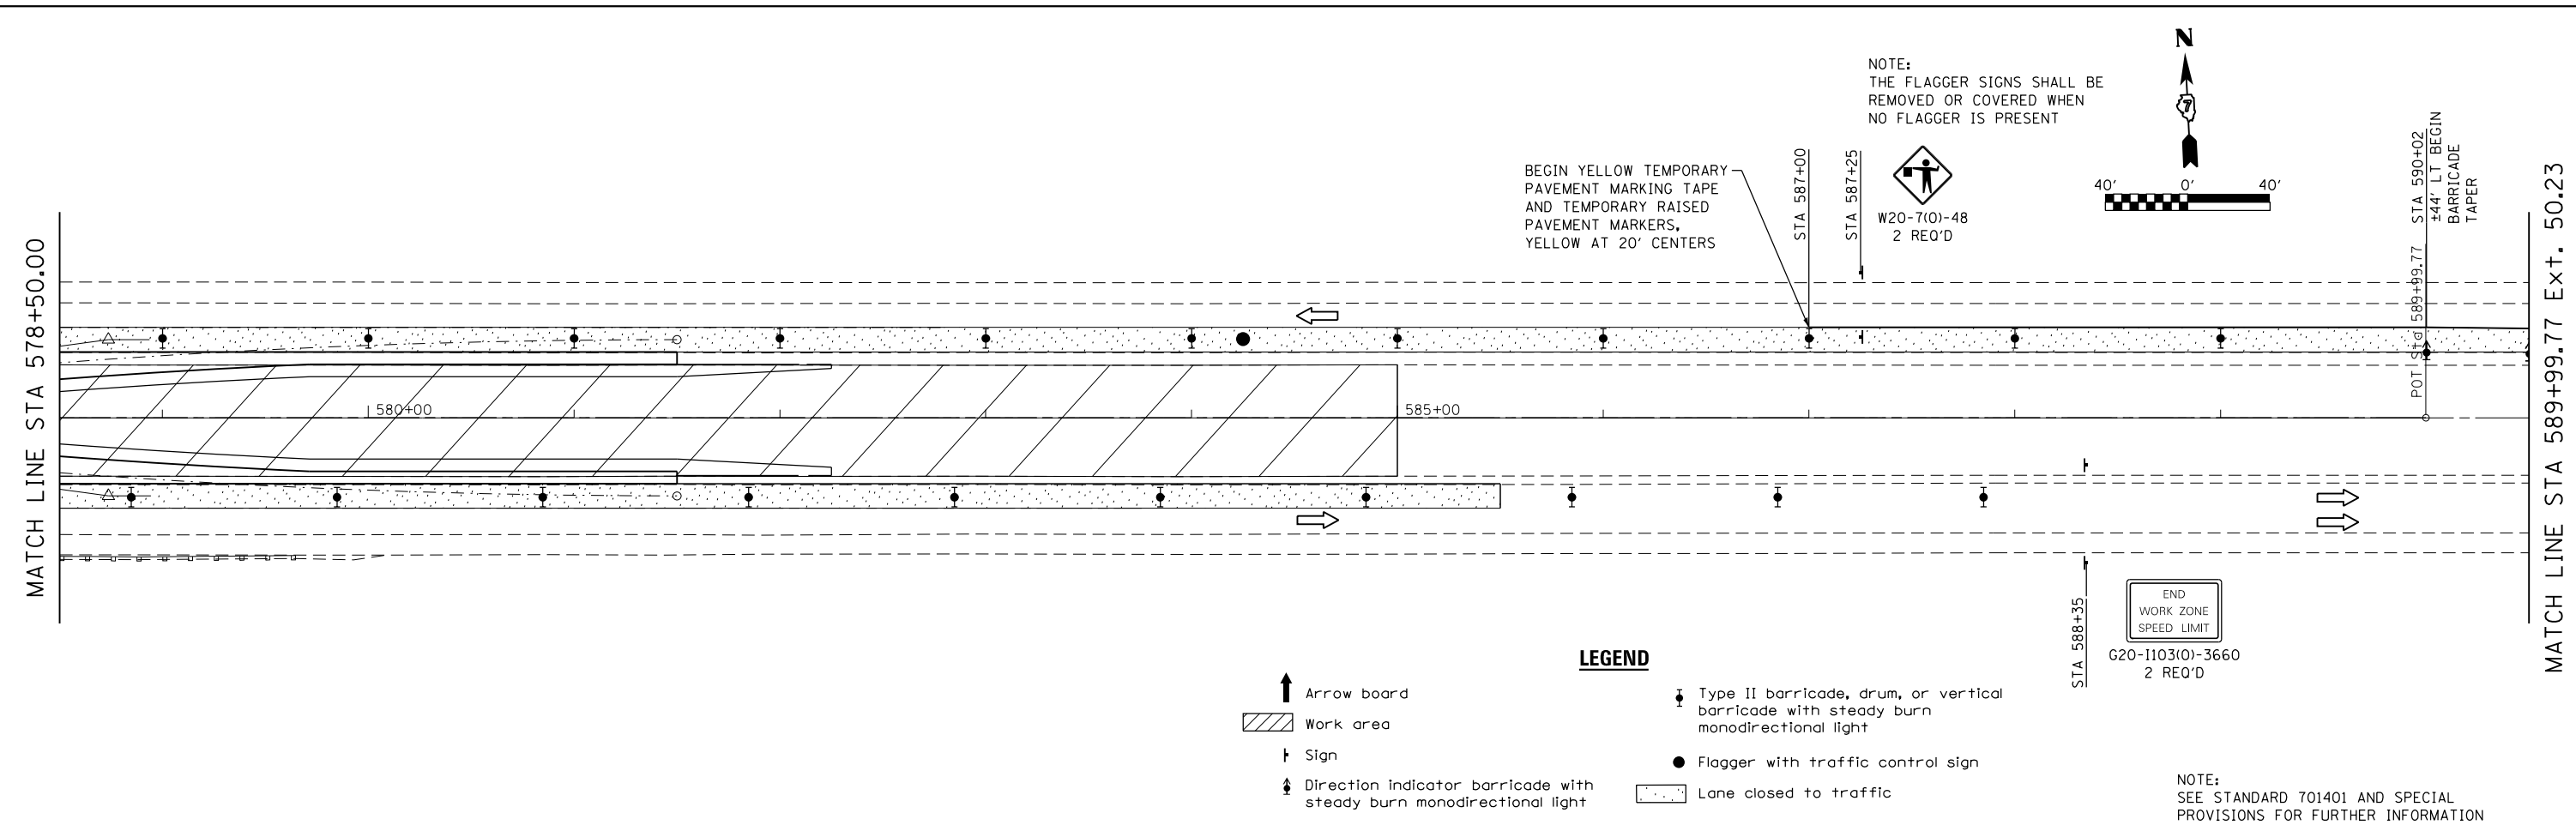 MATCH LINE STA 578+50.00
580+00
585+00
BEGIN YELLOW TEMPORARY
PAVEMENT MARKING TAPE
AND TEMPORARY RAISED
PAVEMENT MARKERS,
YELLOW AT 20' CENTERS
STA 587+00
STA 587+25
NOTE:
THE FLAGGER SIGNS SHALL BE
REMOVED OR COVERED WHEN
NO FLAGGER IS PRESENT
W20-7(O)-48
2 REQ'D
N
7
40'
0'
40'
STA 590+02
±44' LT BEGIN
BARRICADE
TAPER
POT Sta 589+99.77
MATCH LINE STA 589+99.77 Ext. 50.23
STA 588+35
END
WORK ZONE
SPEED LIMIT
G20-I103(O)-3660
2 REQ'D
LEGEND
Arrow board
Work area
Sign
Direction indicator barricade with
steady burn monodirectional light
Type II barricade, drum, or vertical
barricade with steady burn
monodirectional light
Flagger with traffic control sign
Lane closed to traffic
NOTE:
SEE STANDARD 701401 AND SPECIAL
PROVISIONS FOR FURTHER INFORMATION